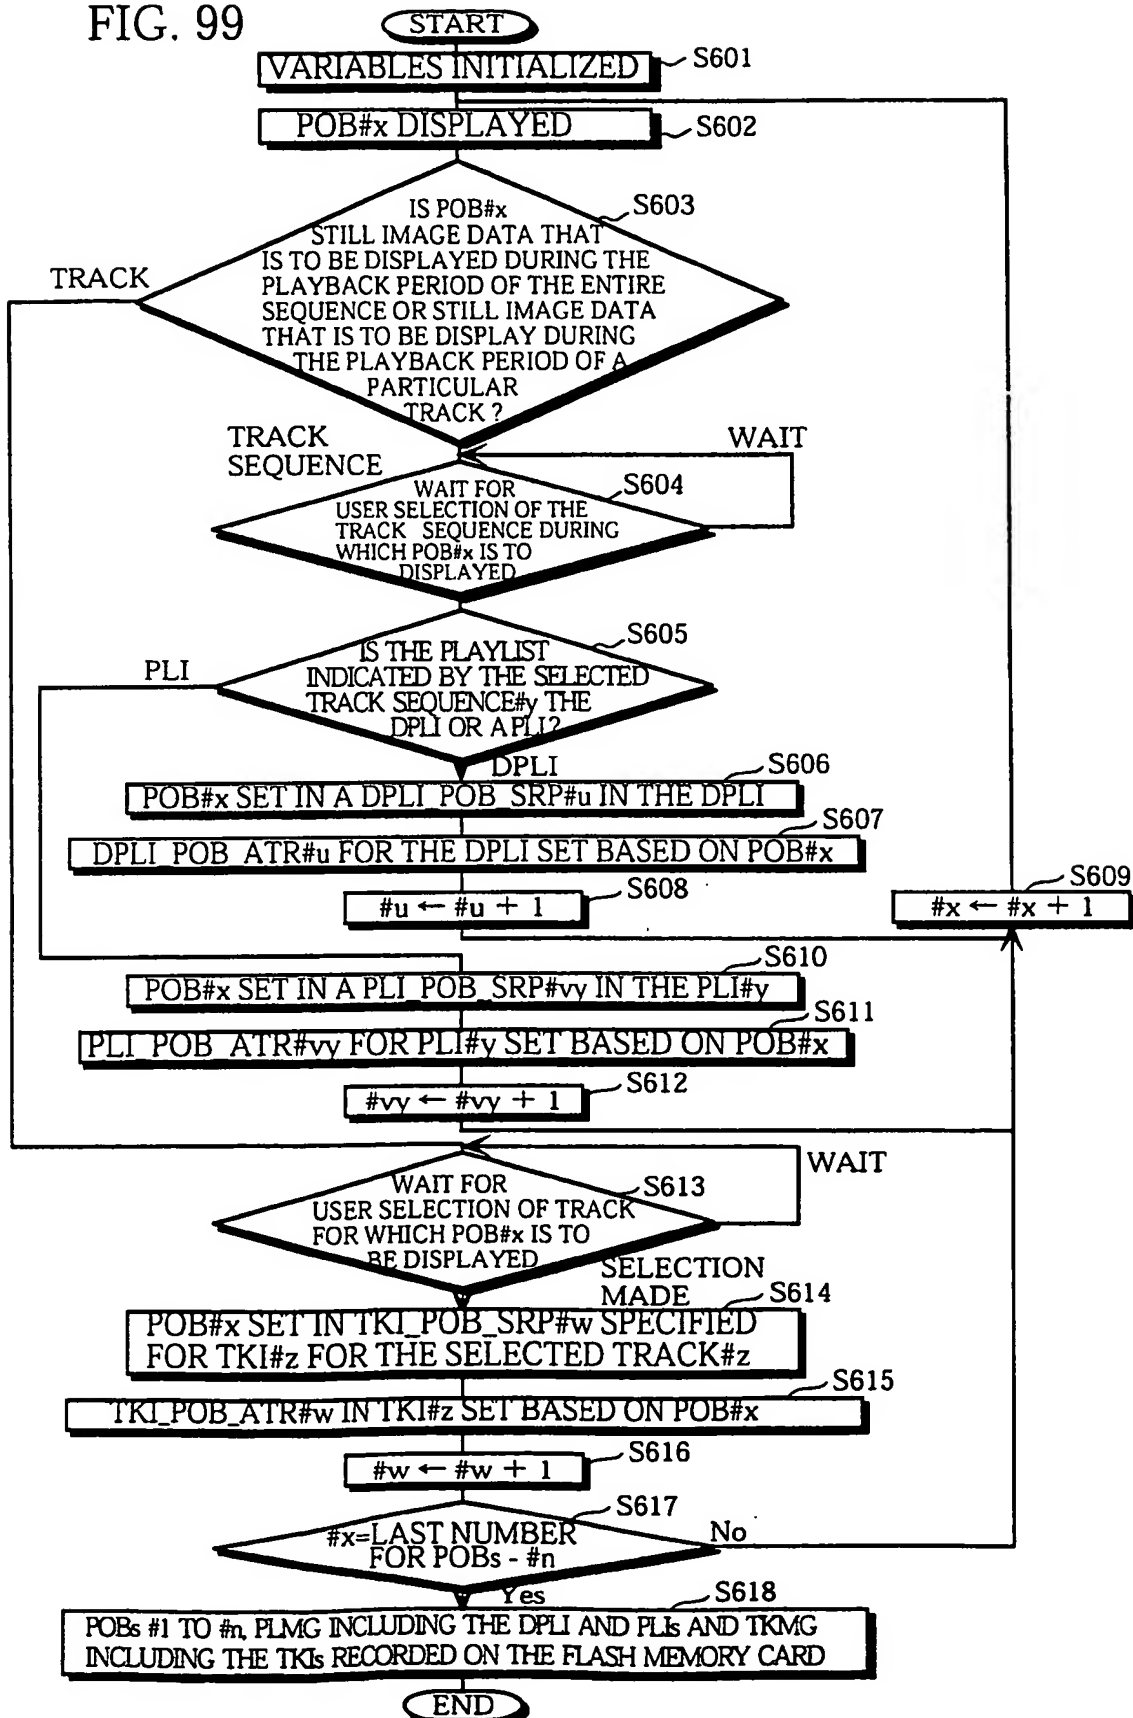 FIG. 99
START
VARIABLES INITIALIZED
S601
POB#x DISPLAYED
S602
IS POB#x
STILL IMAGE DATA THAT
IS TO BE DISPLAYED DURING THE
PLAYBACK PERIOD OF THE ENTIRE
SEQUENCE OR STILL IMAGE DATA
THAT IS TO BE DISPLAY DURING
THE PLAYBACK PERIOD OF A
PARTICULAR
TRACK ?
S603
TRACK
TRACK
SEQUENCE
WAIT
WAIT FOR
USER SELECTION OF THE
TRACK SEQUENCE DURING
WHICH POB#x IS TO
DISPLAYED
S604
IS THE PLAYLIST
INDICATED BY THE SELECTED
TRACK SEQUENCE#y THE
DPLI OR A PLI?
S605
PLI
DPLI
S606
POB#x SET IN A DPLI_POB_SRP#u IN THE DPLI
S607
DPLI_POB_ATR#u FOR THE DPLI SET BASED ON POB#x
S608
#u ← #u + 1
S609
#x ← #x + 1
S610
POB#x SET IN A PLI_POB_SRP#vy IN THE PLI#y
S611
PLI_POB_ATR#vy FOR PLI#y SET BASED ON POB#x
S612
#vy ← #vy + 1
WAIT
WAIT FOR
USER SELECTION OF TRACK
FOR WHICH POB#x IS TO
BE DISPLAYED
S613
SELECTION
MADE
S614
POB#x SET IN TKI_POB_SRP#w SPECIFIED
FOR TKI#z FOR THE SELECTED TRACK#z
S615
TKI_POB_ATR#w IN TKI#z SET BASED ON POB#x
S616
#w ← #w + 1
S617
#x=LAST NUMBER
FOR POBs - #n
No
Yes
S618
POBs #1 TO #n, PLMG INCLUDING THE DPLI AND PLIs AND TKMG
INCLUDING THE TKIs RECORDED ON THE FLASH MEMORY CARD
END